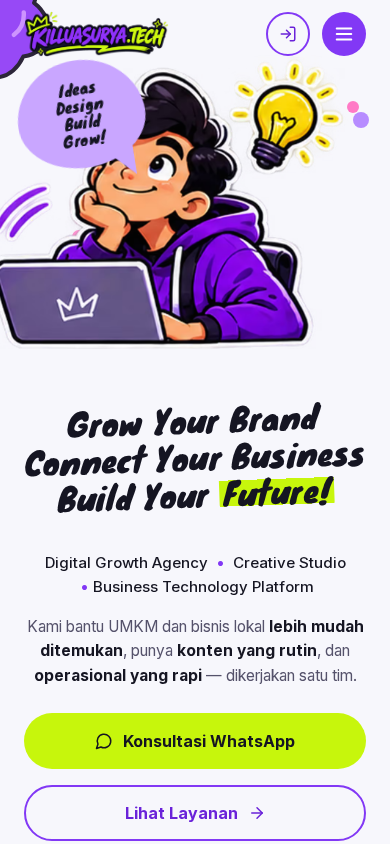 KILLUASURYA.TECH
Ideas
Design
Build
Grow!
Grow Your Brand
Connect Your Business
Build Your Future!
Digital Growth Agency • Creative Studio
• Business Technology Platform
Kami bantu UMKM dan bisnis lokal lebih mudah
ditemukan, punya konten yang rutin, dan
operasional yang rapi — dikerjakan satu tim.
Konsultasi WhatsApp
Lihat Layanan →